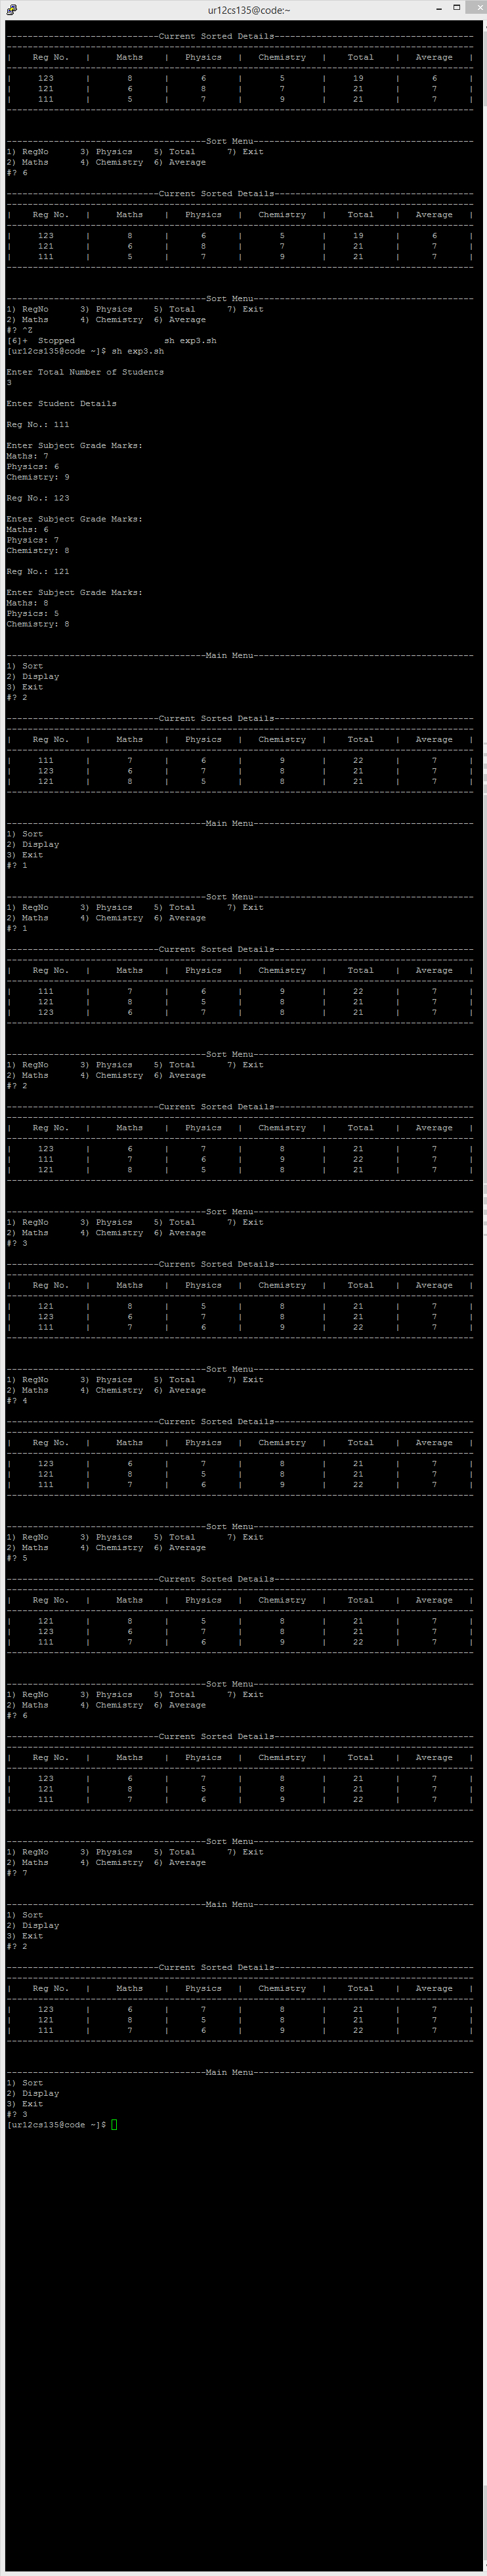 ur12cs135@code:~
-----------------------------Current Sorted Details--------------------------------------
-----------------------------------------------------------------------------------------
|    Reg No.   |     Maths    |   Physics   |   Chemistry   |    Total    |   Average   |
-----------------------------------------------------------------------------------------
|     123      |       8      |      6      |       5       |     19      |      6      |
|     121      |       6      |      8      |       7       |     21      |      7      |
|     111      |       5      |      7      |       9       |     21      |      7      |
-----------------------------------------------------------------------------------------
--------------------------------------Sort Menu------------------------------------------
1) RegNo      3) Physics    5) Total      7) Exit
2) Maths      4) Chemistry  6) Average
#? 6
-----------------------------Current Sorted Details--------------------------------------
-----------------------------------------------------------------------------------------
|    Reg No.   |     Maths    |   Physics   |   Chemistry   |    Total    |   Average   |
-----------------------------------------------------------------------------------------
|     123      |       8      |      6      |       5       |     19      |      6      |
|     121      |       6      |      8      |       7       |     21      |      7      |
|     111      |       5      |      7      |       9       |     21      |      7      |
-----------------------------------------------------------------------------------------
--------------------------------------Sort Menu------------------------------------------
1) RegNo      3) Physics    5) Total      7) Exit
2) Maths      4) Chemistry  6) Average
#? ^Z
[6]+  Stopped                 sh exp3.sh
[ur12cs135@code ~]$ sh exp3.sh
Enter Total Number of Students
3
Enter Student Details
Reg No.: 111
Enter Subject Grade Marks:
Maths: 7
Physics: 6
Chemistry: 9
Reg No.: 123
Enter Subject Grade Marks:
Maths: 6
Physics: 7
Chemistry: 8
Reg No.: 121
Enter Subject Grade Marks:
Maths: 8
Physics: 5
Chemistry: 8
--------------------------------------Main Menu------------------------------------------
1) Sort
2) Display
3) Exit
#? 2
-----------------------------Current Sorted Details--------------------------------------
-----------------------------------------------------------------------------------------
|    Reg No.   |     Maths    |   Physics   |   Chemistry   |    Total    |   Average   |
-----------------------------------------------------------------------------------------
|     111      |       7      |      6      |       9       |     22      |      7      |
|     123      |       6      |      7      |       8       |     21      |      7      |
|     121      |       8      |      5      |       8       |     21      |      7      |
-----------------------------------------------------------------------------------------
--------------------------------------Main Menu------------------------------------------
1) Sort
2) Display
3) Exit
#? 1
--------------------------------------Sort Menu------------------------------------------
1) RegNo      3) Physics    5) Total      7) Exit
2) Maths      4) Chemistry  6) Average
#? 1
-----------------------------Current Sorted Details--------------------------------------
-----------------------------------------------------------------------------------------
|    Reg No.   |     Maths    |   Physics   |   Chemistry   |    Total    |   Average   |
-----------------------------------------------------------------------------------------
|     111      |       7      |      6      |       9       |     22      |      7      |
|     121      |       8      |      5      |       8       |     21      |      7      |
|     123      |       6      |      7      |       8       |     21      |      7      |
-----------------------------------------------------------------------------------------
--------------------------------------Sort Menu------------------------------------------
1) RegNo      3) Physics    5) Total      7) Exit
2) Maths      4) Chemistry  6) Average
#? 2
-----------------------------Current Sorted Details--------------------------------------
-----------------------------------------------------------------------------------------
|    Reg No.   |     Maths    |   Physics   |   Chemistry   |    Total    |   Average   |
-----------------------------------------------------------------------------------------
|     123      |       6      |      7      |       8       |     21      |      7      |
|     111      |       7      |      6      |       9       |     22      |      7      |
|     121      |       8      |      5      |       8       |     21      |      7      |
-----------------------------------------------------------------------------------------
--------------------------------------Sort Menu------------------------------------------
1) RegNo      3) Physics    5) Total      7) Exit
2) Maths      4) Chemistry  6) Average
#? 3
-----------------------------Current Sorted Details--------------------------------------
-----------------------------------------------------------------------------------------
|    Reg No.   |     Maths    |   Physics   |   Chemistry   |    Total    |   Average   |
-----------------------------------------------------------------------------------------
|     121      |       8      |      5      |       8       |     21      |      7      |
|     123      |       6      |      7      |       8       |     21      |      7      |
|     111      |       7      |      6      |       9       |     22      |      7      |
-----------------------------------------------------------------------------------------
--------------------------------------Sort Menu------------------------------------------
1) RegNo      3) Physics    5) Total      7) Exit
2) Maths      4) Chemistry  6) Average
#? 4
-----------------------------Current Sorted Details--------------------------------------
-----------------------------------------------------------------------------------------
|    Reg No.   |     Maths    |   Physics   |   Chemistry   |    Total    |   Average   |
-----------------------------------------------------------------------------------------
|     123      |       6      |      7      |       8       |     21      |      7      |
|     121      |       8      |      5      |       8       |     21      |      7      |
|     111      |       7      |      6      |       9       |     22      |      7      |
-----------------------------------------------------------------------------------------
--------------------------------------Sort Menu------------------------------------------
1) RegNo      3) Physics    5) Total      7) Exit
2) Maths      4) Chemistry  6) Average
#? 5
-----------------------------Current Sorted Details--------------------------------------
-----------------------------------------------------------------------------------------
|    Reg No.   |     Maths    |   Physics   |   Chemistry   |    Total    |   Average   |
-----------------------------------------------------------------------------------------
|     121      |       8      |      5      |       8       |     21      |      7      |
|     123      |       6      |      7      |       8       |     21      |      7      |
|     111      |       7      |      6      |       9       |     22      |      7      |
-----------------------------------------------------------------------------------------
--------------------------------------Sort Menu------------------------------------------
1) RegNo      3) Physics    5) Total      7) Exit
2) Maths      4) Chemistry  6) Average
#? 6
-----------------------------Current Sorted Details--------------------------------------
-----------------------------------------------------------------------------------------
|    Reg No.   |     Maths    |   Physics   |   Chemistry   |    Total    |   Average   |
-----------------------------------------------------------------------------------------
|     123      |       6      |      7      |       8       |     21      |      7      |
|     121      |       8      |      5      |       8       |     21      |      7      |
|     111      |       7      |      6      |       9       |     22      |      7      |
-----------------------------------------------------------------------------------------
--------------------------------------Sort Menu------------------------------------------
1) RegNo      3) Physics    5) Total      7) Exit
2) Maths      4) Chemistry  6) Average
#? 7
--------------------------------------Main Menu------------------------------------------
1) Sort
2) Display
3) Exit
#? 2
-----------------------------Current Sorted Details--------------------------------------
-----------------------------------------------------------------------------------------
|    Reg No.   |     Maths    |   Physics   |   Chemistry   |    Total    |   Average   |
-----------------------------------------------------------------------------------------
|     123      |       6      |      7      |       8       |     21      |      7      |
|     121      |       8      |      5      |       8       |     21      |      7      |
|     111      |       7      |      6      |       9       |     22      |      7      |
-----------------------------------------------------------------------------------------
--------------------------------------Main Menu------------------------------------------
1) Sort
2) Display
3) Exit
#? 3
[ur12cs135@code ~]$